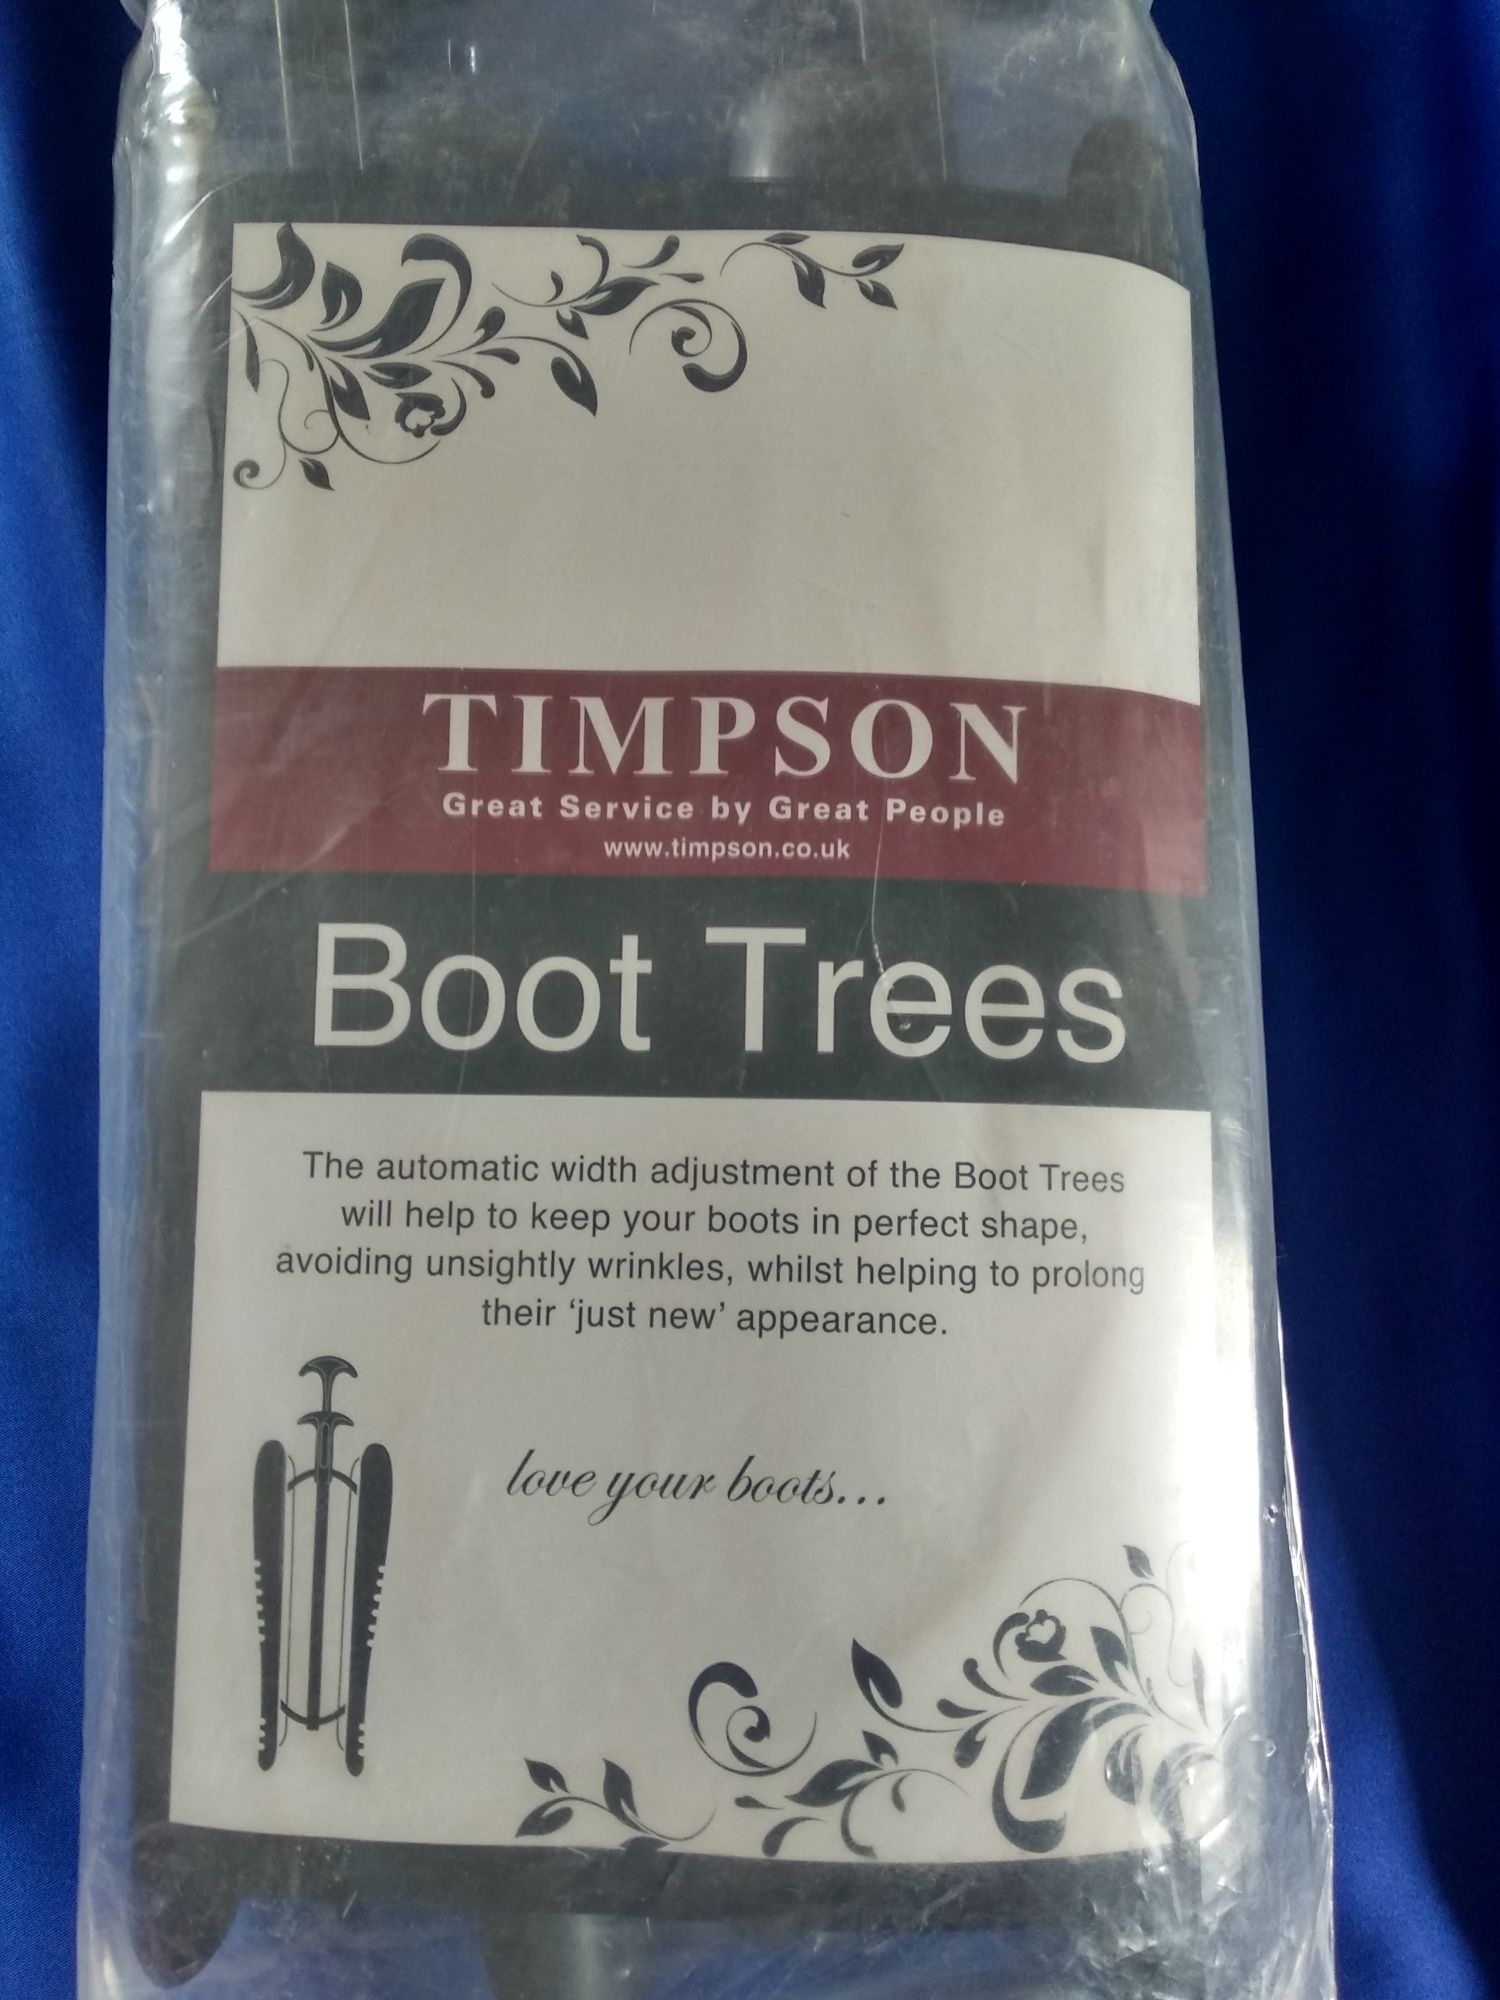 TIMPSON
Great Service by Great People
www.timpson.co.uk
Boot Trees
The automatic width adjustment of the Boot Trees
will help to keep your boots in perfect shape,
avoiding unsightly wrinkles, whilst helping to prolong
their ‘just new’ appearance.
love your boots...